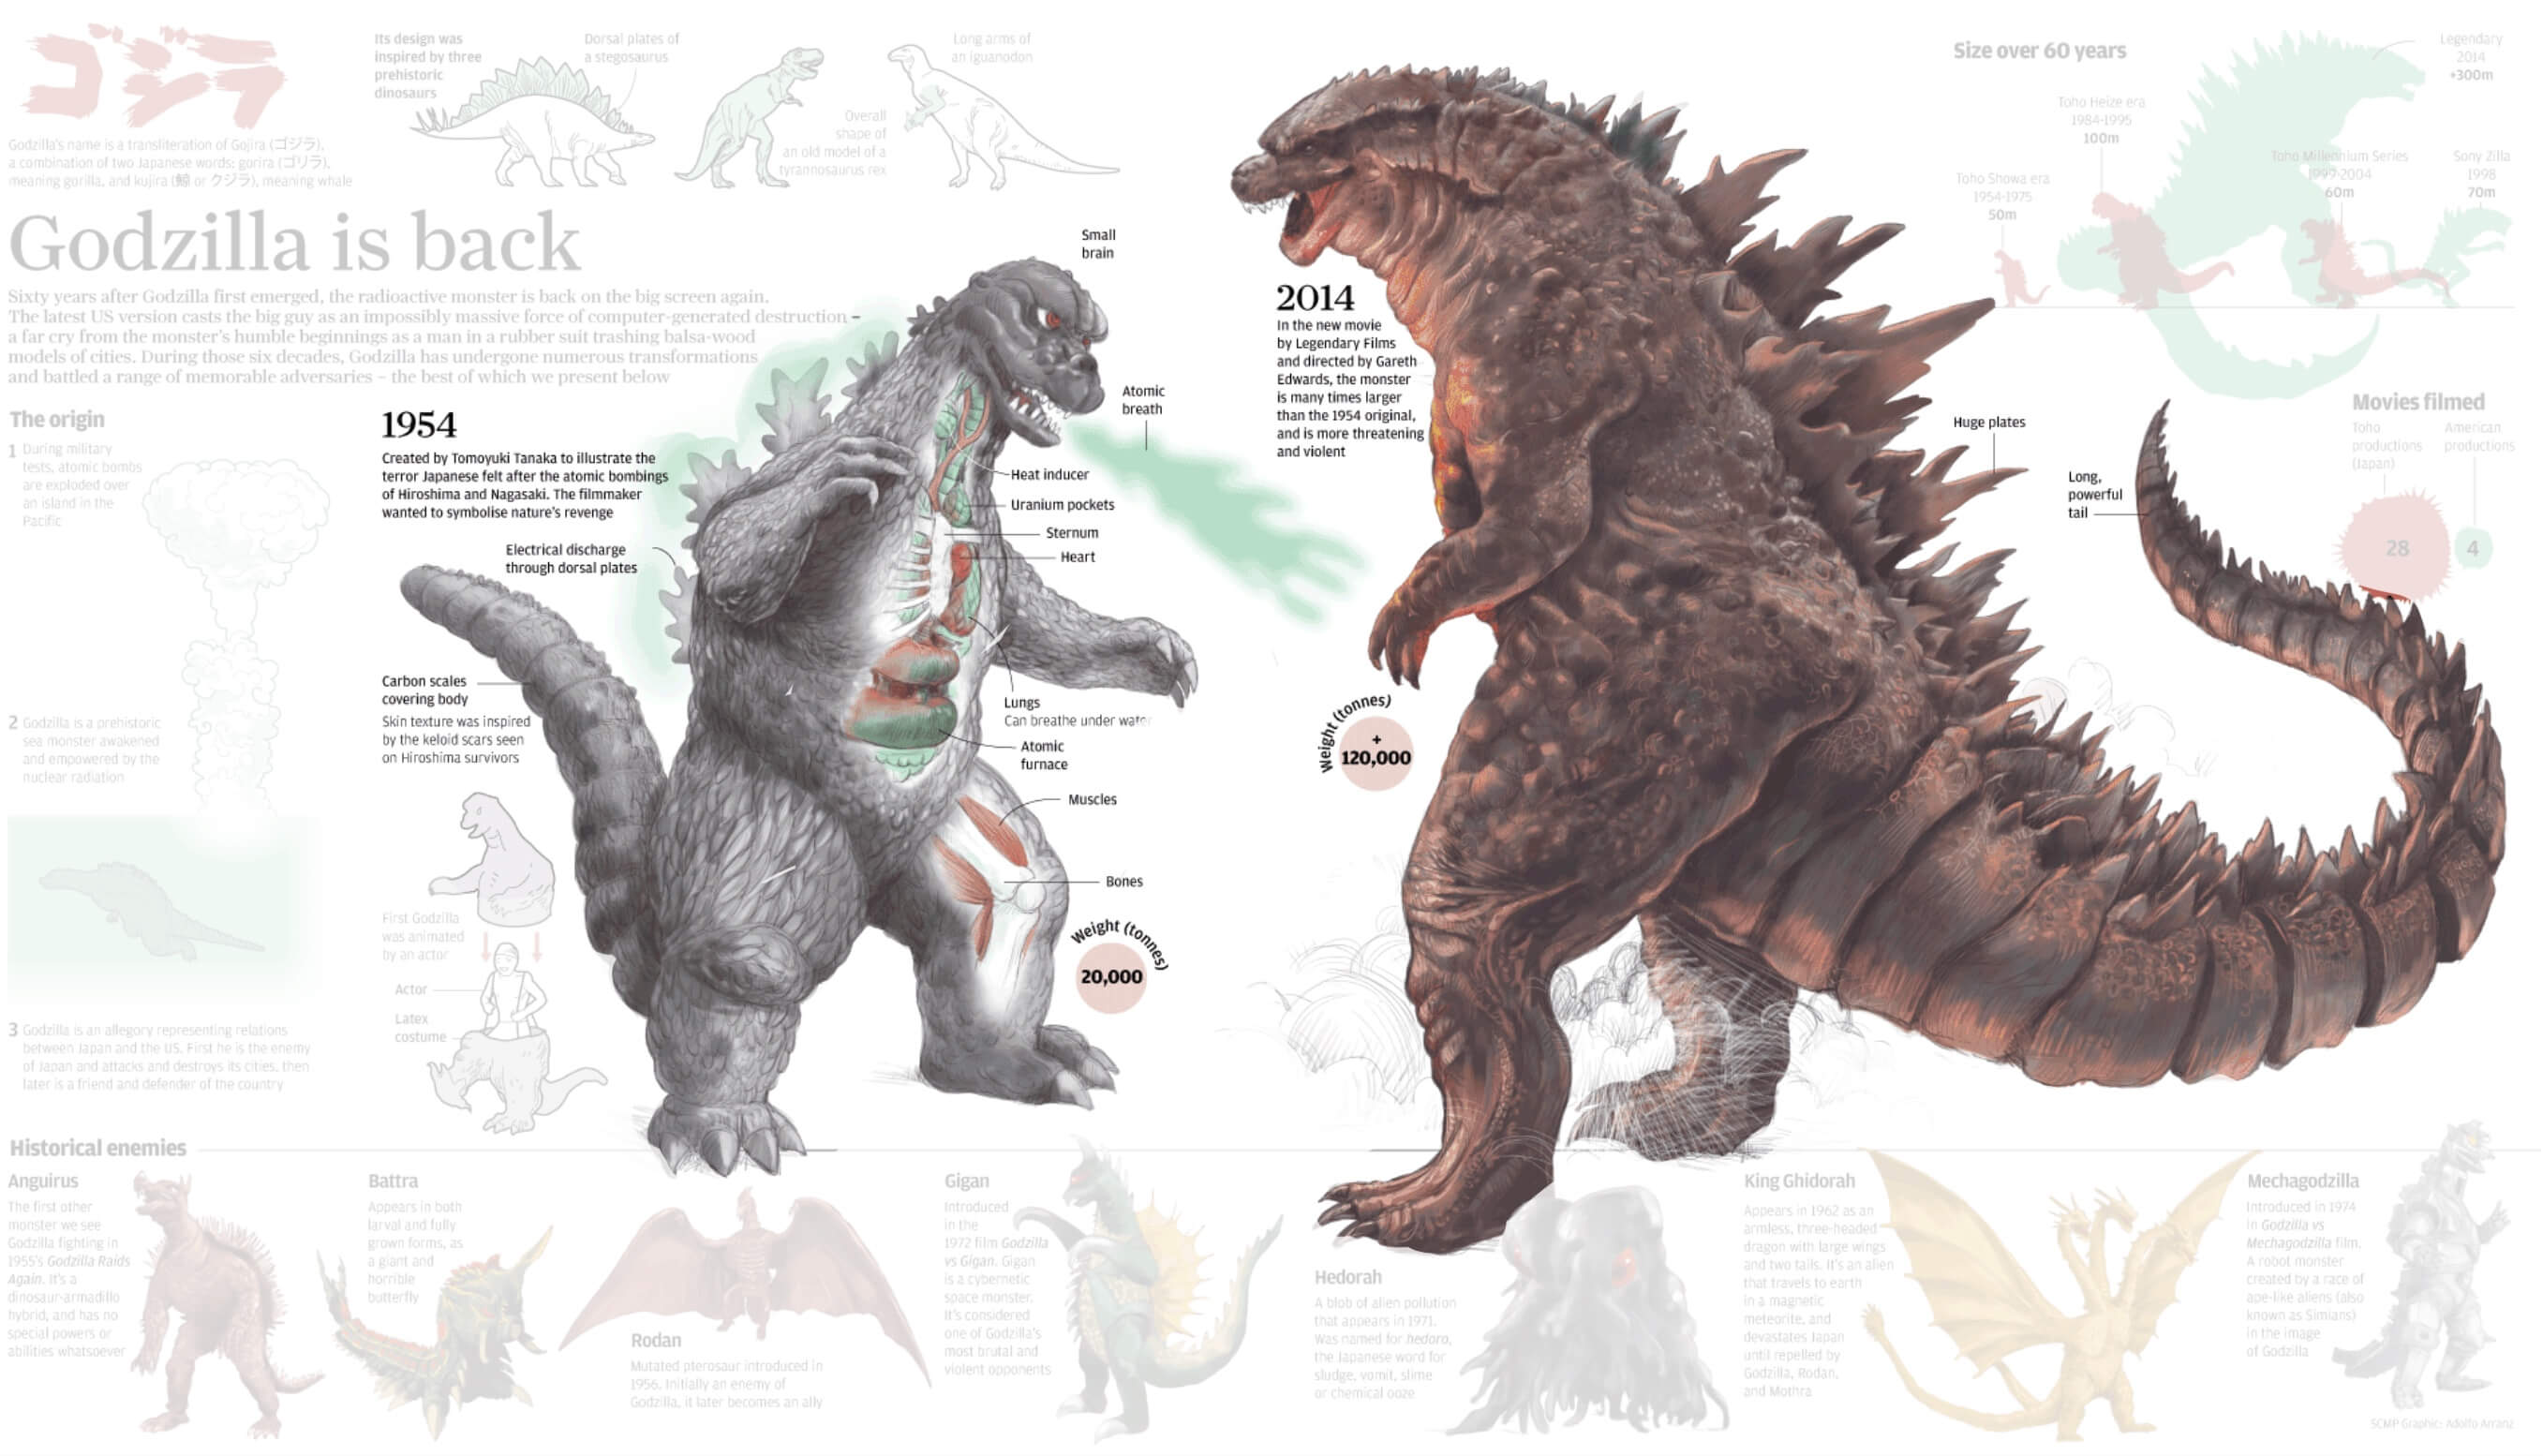 ゴジラ
Godzilla's name is a transliteration of Gojira (ゴジラ),
a combination of two Japanese words: gorira (ゴリラ),
meaning gorilla, and kujira (鯨 or クジラ), meaning whale
Its design was
inspired by three
prehistoric
dinosaurs
Dorsal plates of
a stegosaurus
Overall
shape of
an old model of a
tyrannosaurus rex
Long arms of
an iguanodon
Godzilla is back
Sixty years after Godzilla first emerged, the radioactive monster is back on the big screen again.
The latest US version casts the big guy as an impossibly massive force of computer-generated destruction –
a far cry from the monster's humble beginnings as a man in a rubber suit trashing balsa-wood
models of cities. During those six decades, Godzilla has undergone numerous transformations
and battled a range of memorable adversaries – the best of which we present below
The origin
1 During military
tests, atomic bombs
are exploded over
an island in the
Pacific
2 Godzilla is a prehistoric
sea monster awakened
and empowered by the
nuclear radiation
3 Godzilla is an allegory representing relations
between Japan and the US. First he is the enemy
of Japan and attacks and destroys its cities, then
later is a friend and defender of the country
1954
Created by Tomoyuki Tanaka to illustrate the
terror Japanese felt after the atomic bombings
of Hiroshima and Nagasaki. The filmmaker
wanted to symbolise nature's revenge
Electrical discharge
through dorsal plates
Carbon scales
covering body
Skin texture was inspired
by the keloid scars seen
on Hiroshima survivors
First Godzilla
was animated
by an actor
Actor
Latex
costume
Small
brain
Atomic
breath
Heat inducer
Uranium pockets
Sternum
Heart
Lungs
Can breathe under water
Atomic
furnace
Muscles
Bones
Weight (tonnes)
20,000
2014
In the new movie
by Legendary Films
and directed by Gareth
Edwards, the monster
is many times larger
than the 1954 original,
and is more threatening
and violent
Weight (tonnes)
+
120,000
Huge plates
Long,
powerful
tail
Size over 60 years
Toho Showa era
1954-1975
50m
Toho Heize era
1984-1995
100m
Toho Millennium Series
1999-2004
60m
Sony Zilla
1998
70m
Legendary
2014
+300m
Movies filmed
Toho
productions
(Japan)
American
productions
28
4
Historical enemies
Anguirus
The first other
monster we see
Godzilla fighting in
1955's Godzilla Raids
Again. It's a
dinosaur-armadillo
hybrid, and has no
special powers or
abilities whatsoever
Battra
Appears in both
larval and fully
grown forms, as
a giant and
horrible
butterfly
Rodan
Mutated pterosaur introduced in
1956. Initially an enemy of
Godzilla, it later becomes an ally
Gigan
Introduced
in the
1972 film Godzilla
vs Gigan. Gigan
is a cybernetic
space monster.
It's considered
one of Godzilla's
most brutal and
violent opponents
Hedorah
A blob of alien pollution
that appears in 1971.
Was named for hedoro,
the Japanese word for
sludge, vomit, slime
or chemical ooze
King Ghidorah
Appears in 1962 as an
armless, three-headed
dragon with large wings
and two tails. It's an alien
that travels to earth
in a magnetic
meteorite, and
devastates Japan
until repelled by
Godzilla, Rodan,
and Mothra
Mechagodzilla
Introduced in 1974
in Godzilla vs
Mechagodzilla film.
A robot monster
created by a race of
ape-like aliens (also
known as Simians)
in the image
of Godzilla
SCMP Graphic: Adolfo Arranz